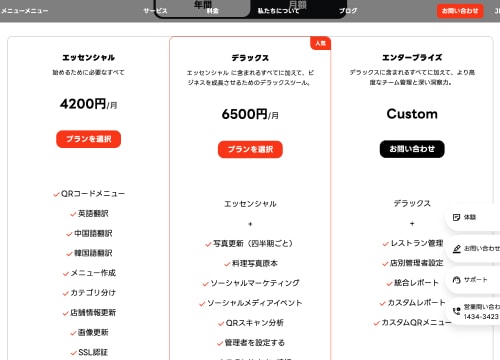 年間
月額
メニューメニュー
サービス
料金
私たちについて
ブログ
お問い合わせ
人気
エッセンシャル
始めるために必要なすべて
4200円/月
プランを選択
QRコードメニュー
英語翻訳
中国語翻訳
韓国語翻訳
メニュー作成
カテゴリ分け
店舗情報更新
画像更新
SSL認証
デラックス
エッセンシャル に含まれるすべてに加えて、ビ
ジネスを成長させるためのデラックスツール。
6500円/月
プランを選択
エッセンシャル
+
写真更新（四半期ごと）
料理写真原本
ソーシャルマーケティング
ソーシャルメディアイベント
QRスキャン分析
管理者を設定する
エンタープライズ
デラックスに含まれるすべてに加えて、より高
度なチーム管理と深い洞察力。
Custom
お問い合わせ
デラックス
+
レストラン管理
店別管理者設定
統合レポート
カスタムレポート
カスタムQRメニュー
体験
お問い合わせ
サポート
営業問い合わ
1434-3423